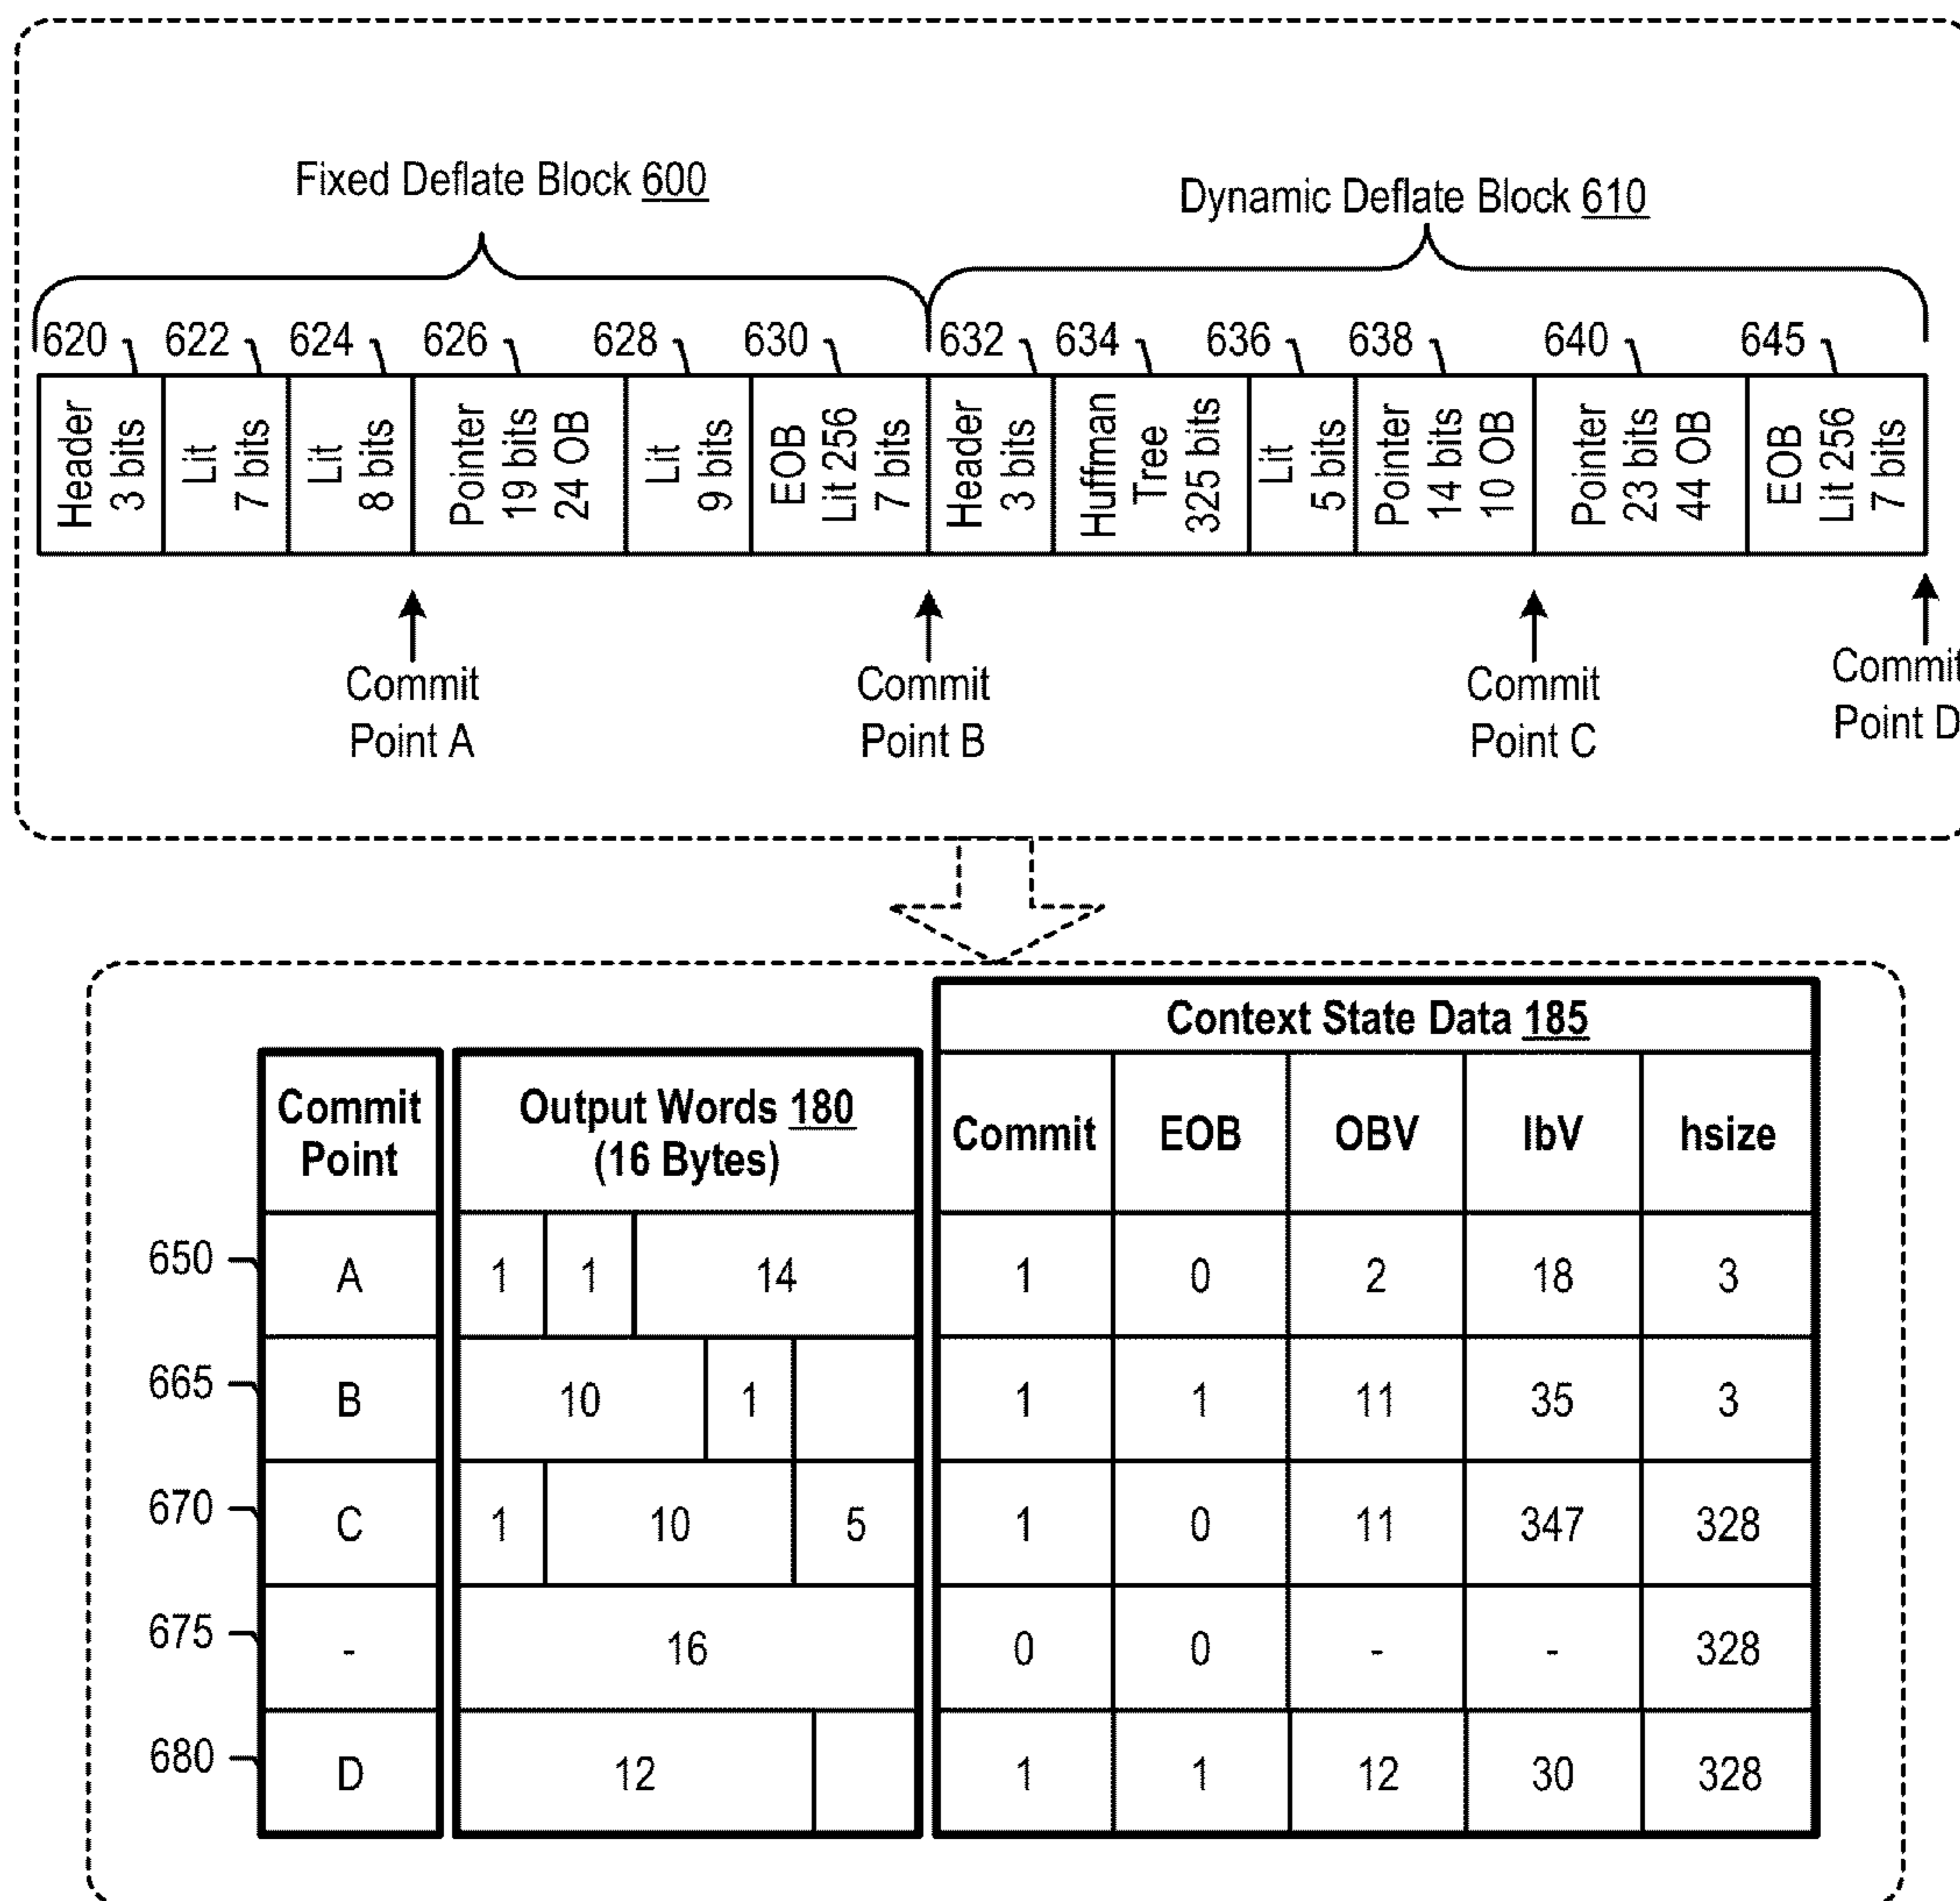 Fixed Deflate Block 600
Dynamic Deflate Block 610
620 622 624 626 628 630 632 634 636 638 640 645
Header
3 bits
Lit
7 bits
Lit
8 bits
Pointer
19 bits
24 OB
Lit
9 bits
EOB
Lit 256
7 bits
Header
3 bits
Huffman
Tree
325 bits
Lit
5 bits
Pointer
14 bits
10 OB
Pointer
23 bits
44 OB
EOB
Lit 256
7 bits
Commit
Point A
Commit
Point B
Commit
Point C
Commit
Point D
Context State Data 185
Commit
Point
Output Words 180
(16 Bytes)
Commit EOB OBV IbV hsize
650 A 1 1 14 1 0 2 18 3
665 B 10 1 1 1 11 35 3
670 C 1 10 5 1 0 11 347 328
675 - 16 0 0 - - 328
680 D 12 1 1 12 30 328